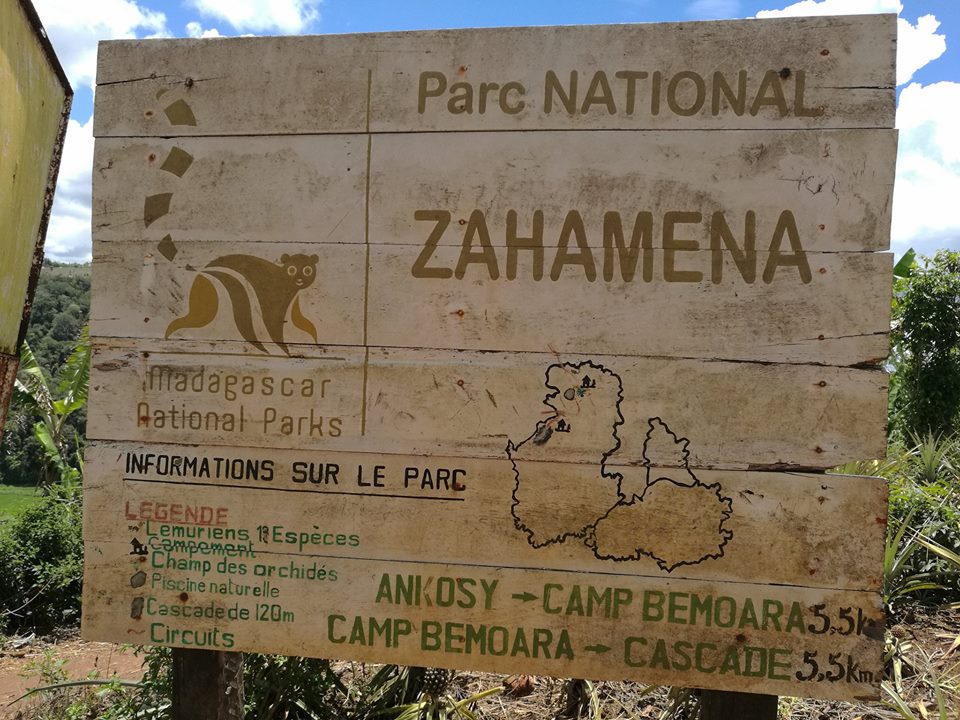 Parc NATIONAL
ZAHAMENA
Madagascar
National Parks
INFORMATIONS SUR LE PARC
LEGENDE
Lemuriens Espèces
Campement
Champ des orchidés
Piscine naturelle
Cascade de 120m
Circuits
ANKOSY → CAMP BEMOARA 5,5k
CAMP BEMOARA → CASCADE 5,5Km